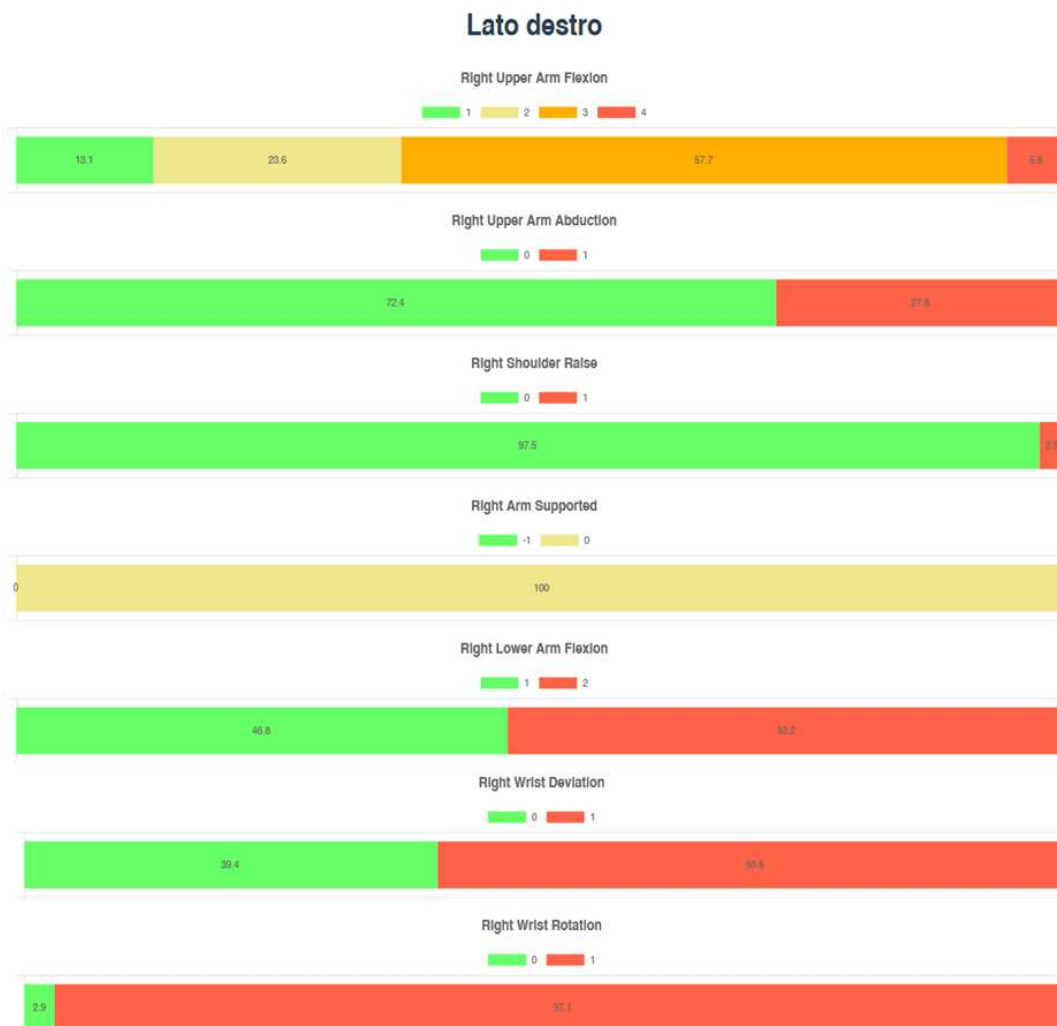 Lato destro
Right Upper Arm Flexion
1 2 3 4
13.1 23.6 57.7 5.6
Right Upper Arm Abduction
0 1
72.4 27.6
Right Shoulder Raise
0 1
97.5 2.5
Right Arm Supported
-1 0
0 100
Right Lower Arm Flexion
1 2
46.8 53.2
Right Wrist Deviation
0 1
39.4 60.6
Right Wrist Rotation
0 1
2.9 97.1